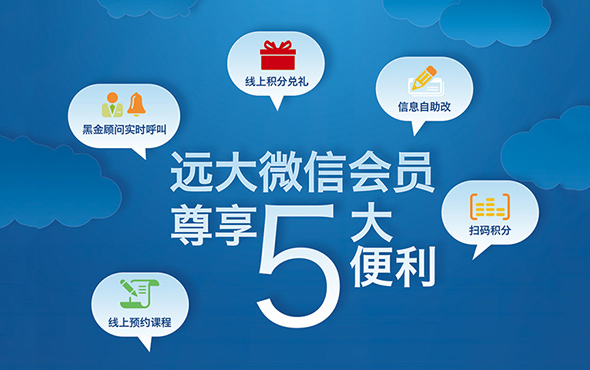 线上积分兑礼
信息自助改
黑金顾问实时呼叫
远大微信会员
尊享5大
便利
扫码积分
线上预约课程